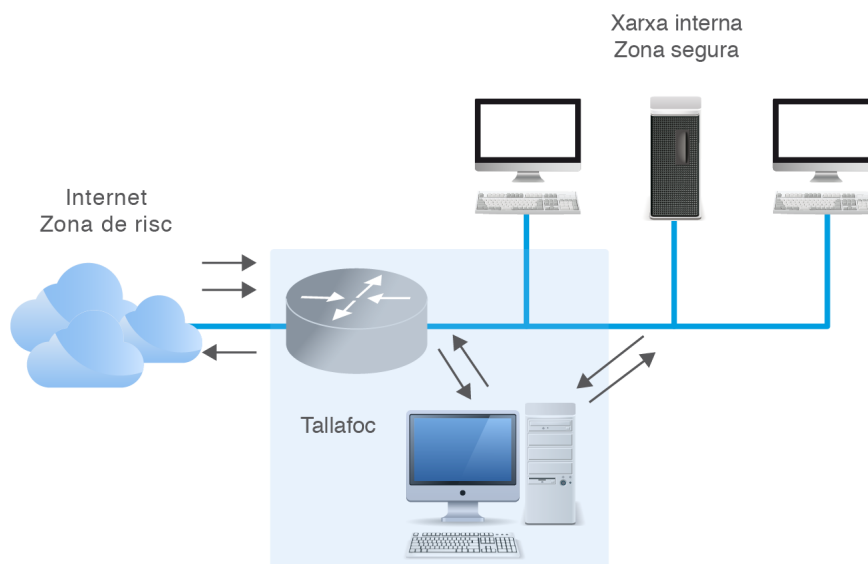 Xarxa interna
Zona segura
Internet
Zona de risc
Tallafoc